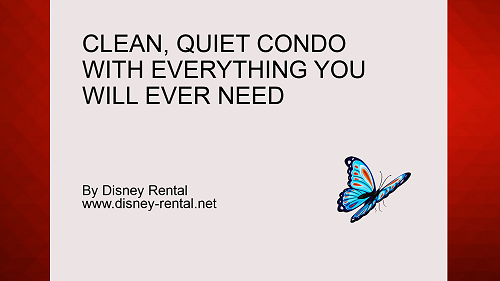 CLEAN, QUIET CONDO
WITH EVERYTHING YOU
WILL EVER NEED
By Disney Rental
www.disney-rental.net